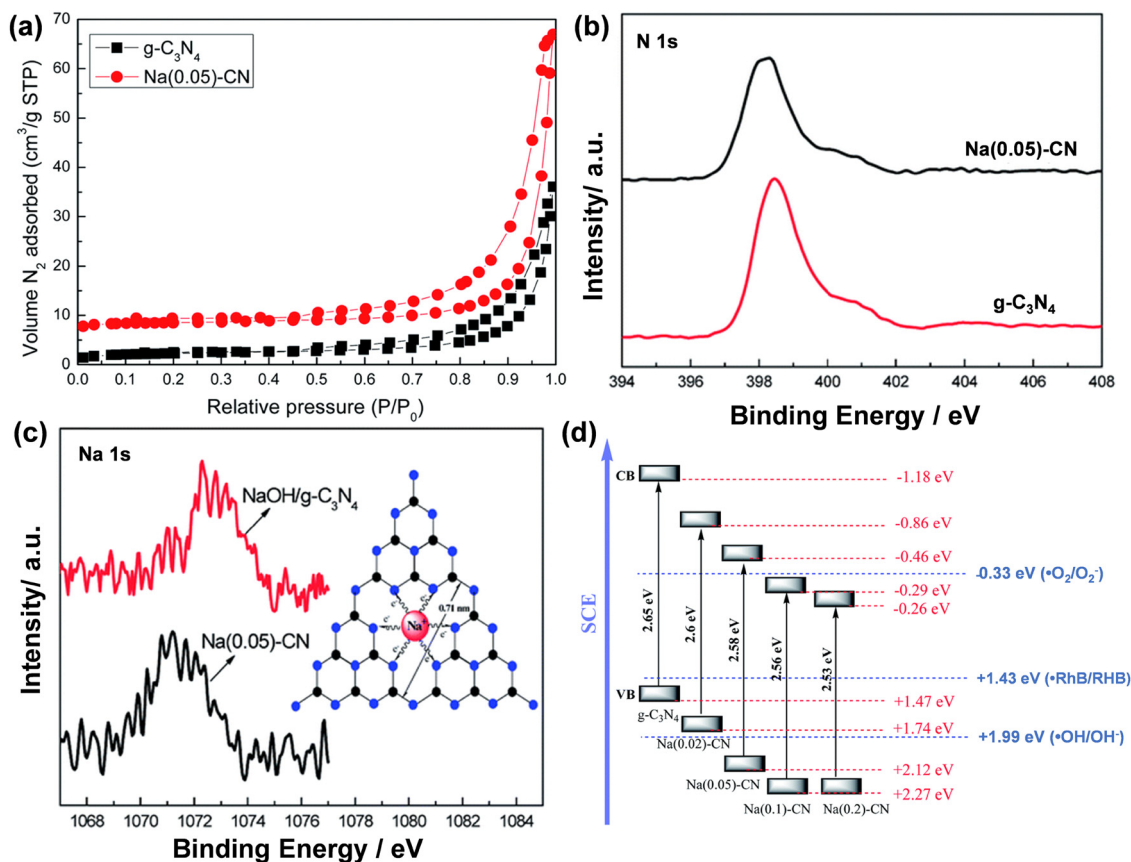 (a)
70
60
50
40
30
20
10
0
Volume N₂ adsorbed (cm³/g STP)
g-C₃N₄
Na(0.05)-CN
0.0 0.1 0.2 0.3 0.4 0.5 0.6 0.7 0.8 0.9 1.0
Relative pressure (P/P₀)
(b)
N 1s
Intensity/ a.u.
Na(0.05)-CN
g-C₃N₄
394 396 398 400 402 404 406 408
Binding Energy / eV
(c)
Na 1s
Intensity/ a.u.
NaOH/g-C₃N₄
Na(0.05)-CN
0.71 nm
Na⁺
e⁻
e⁻
e⁻
e⁻
e⁻
e⁻
1068 1070 1072 1074 1076 1078 1080 1082 1084
Binding Energy / eV
(d)
SCE
CB
-1.18 eV
-0.86 eV
-0.46 eV
-0.33 eV (•O₂/O₂⁻)
-0.29 eV
-0.26 eV
2.65 eV
2.6 eV
2.58 eV
2.56 eV
2.53 eV
+1.43 eV (•RhB/RHB)
VB
+1.47 eV
g-C₃N₄
+1.74 eV
Na(0.02)-CN
+1.99 eV (•OH/OH⁻)
+2.12 eV
Na(0.05)-CN
+2.27 eV
Na(0.1)-CN
Na(0.2)-CN